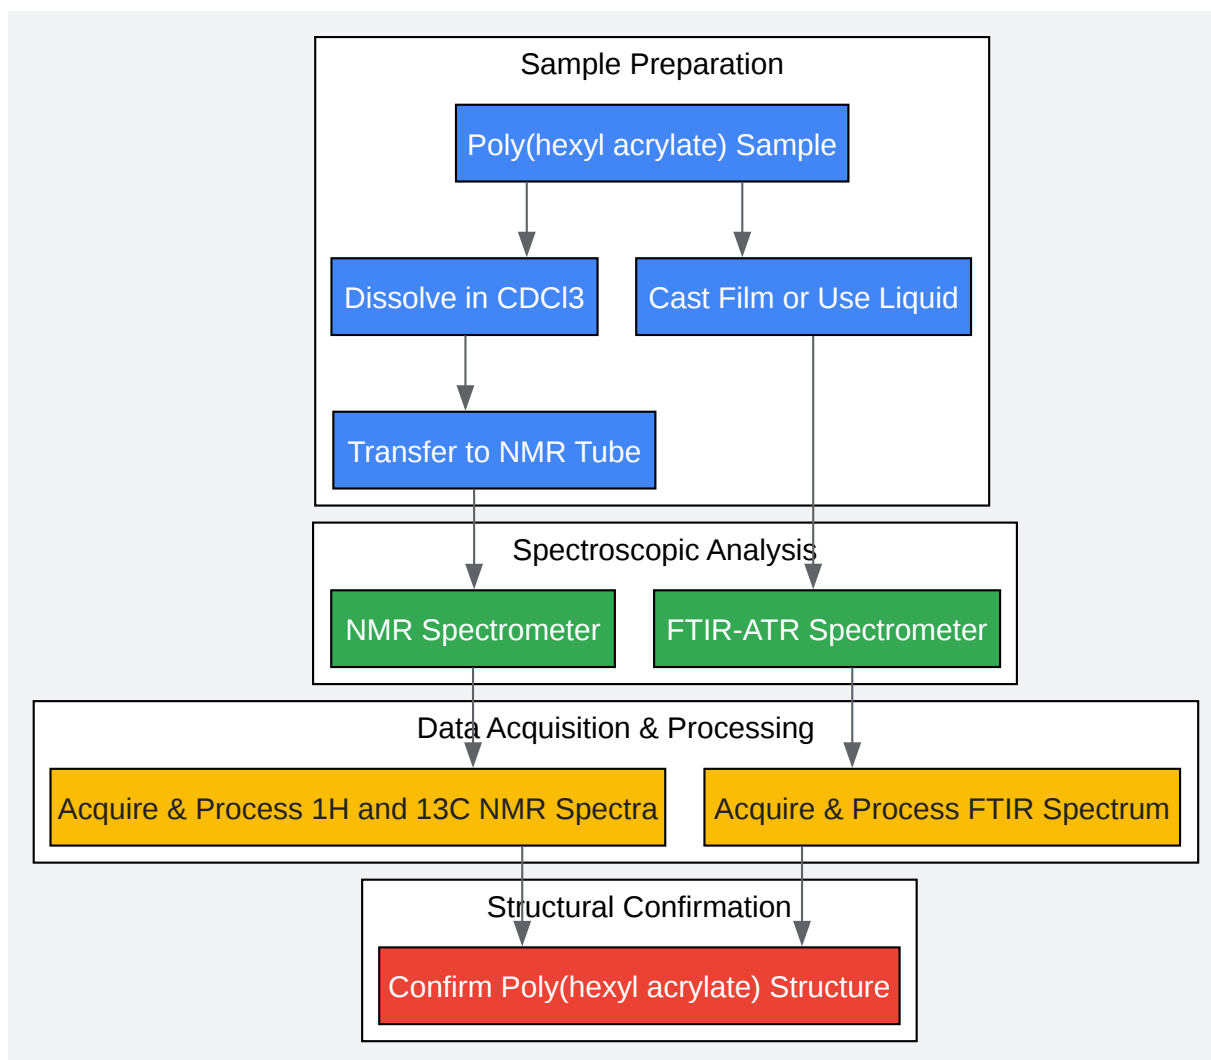 Sample Preparation
Poly(hexyl acrylate) Sample
Dissolve in CDCl3
Cast Film or Use Liquid
Transfer to NMR Tube
Spectroscopic Analysis
NMR Spectrometer
FTIR-ATR Spectrometer
Data Acquisition & Processing
Acquire & Process 1H and 13C NMR Spectra
Acquire & Process FTIR Spectrum
Structural Confirmation
Confirm Poly(hexyl acrylate) Structure